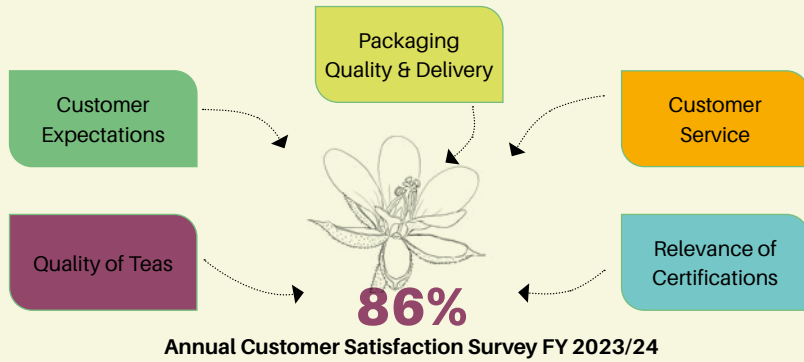 Packaging
Quality & Delivery
Customer
Expectations
Customer
Service
Quality of Teas
Relevance of
Certifications
86%
Annual Customer Satisfaction Survey FY 2023/24